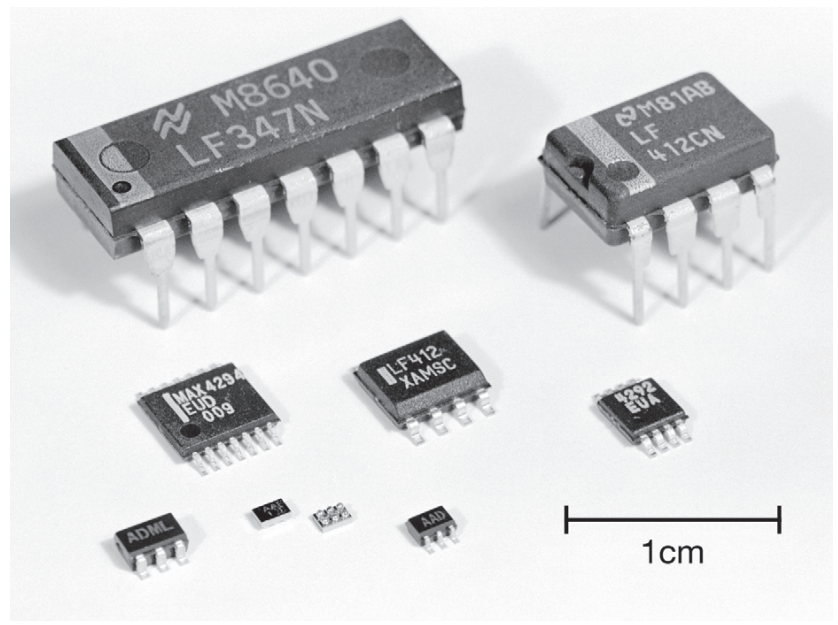 M8640
LF347N
M81AB
LF
412CN
MAX4294
EUD
009
LF412
XAMSC
4292
EUA
ADML
AAD
1cm